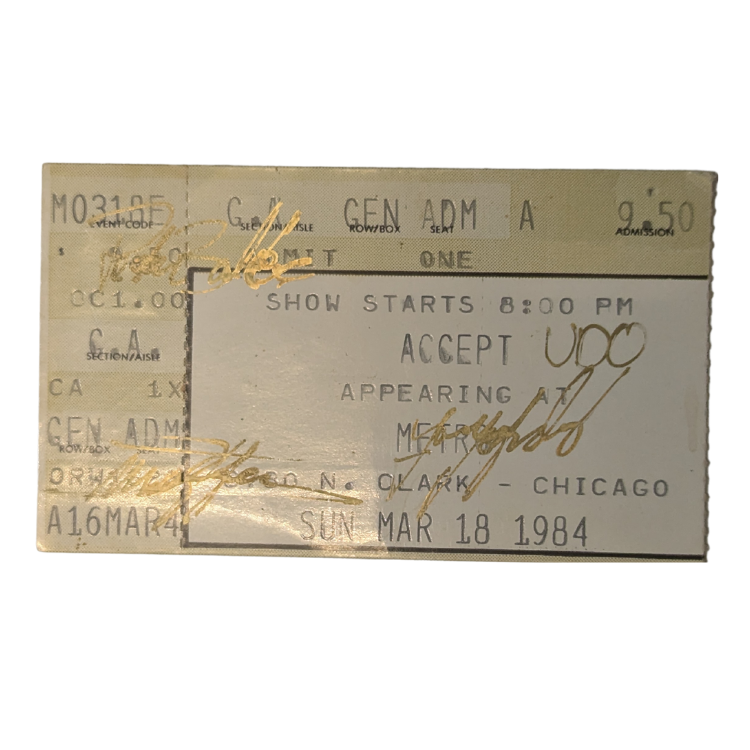 M0318E G.A GEN ADM A 9.50
EVENT CODE SECTION/AISLE ROW/BOX SEAT ADMISSION
$ ONE
CC1.00 SHOW STARTS 8:00 PM
G.A. ACCEPT UDO
SECTION/AISLE
CA 1X APPEARING AT
GEN ADM
ROW/BOX SEAT
N. CLARK - CHICAGO
A16MAR4 SUN MAR 18 1984